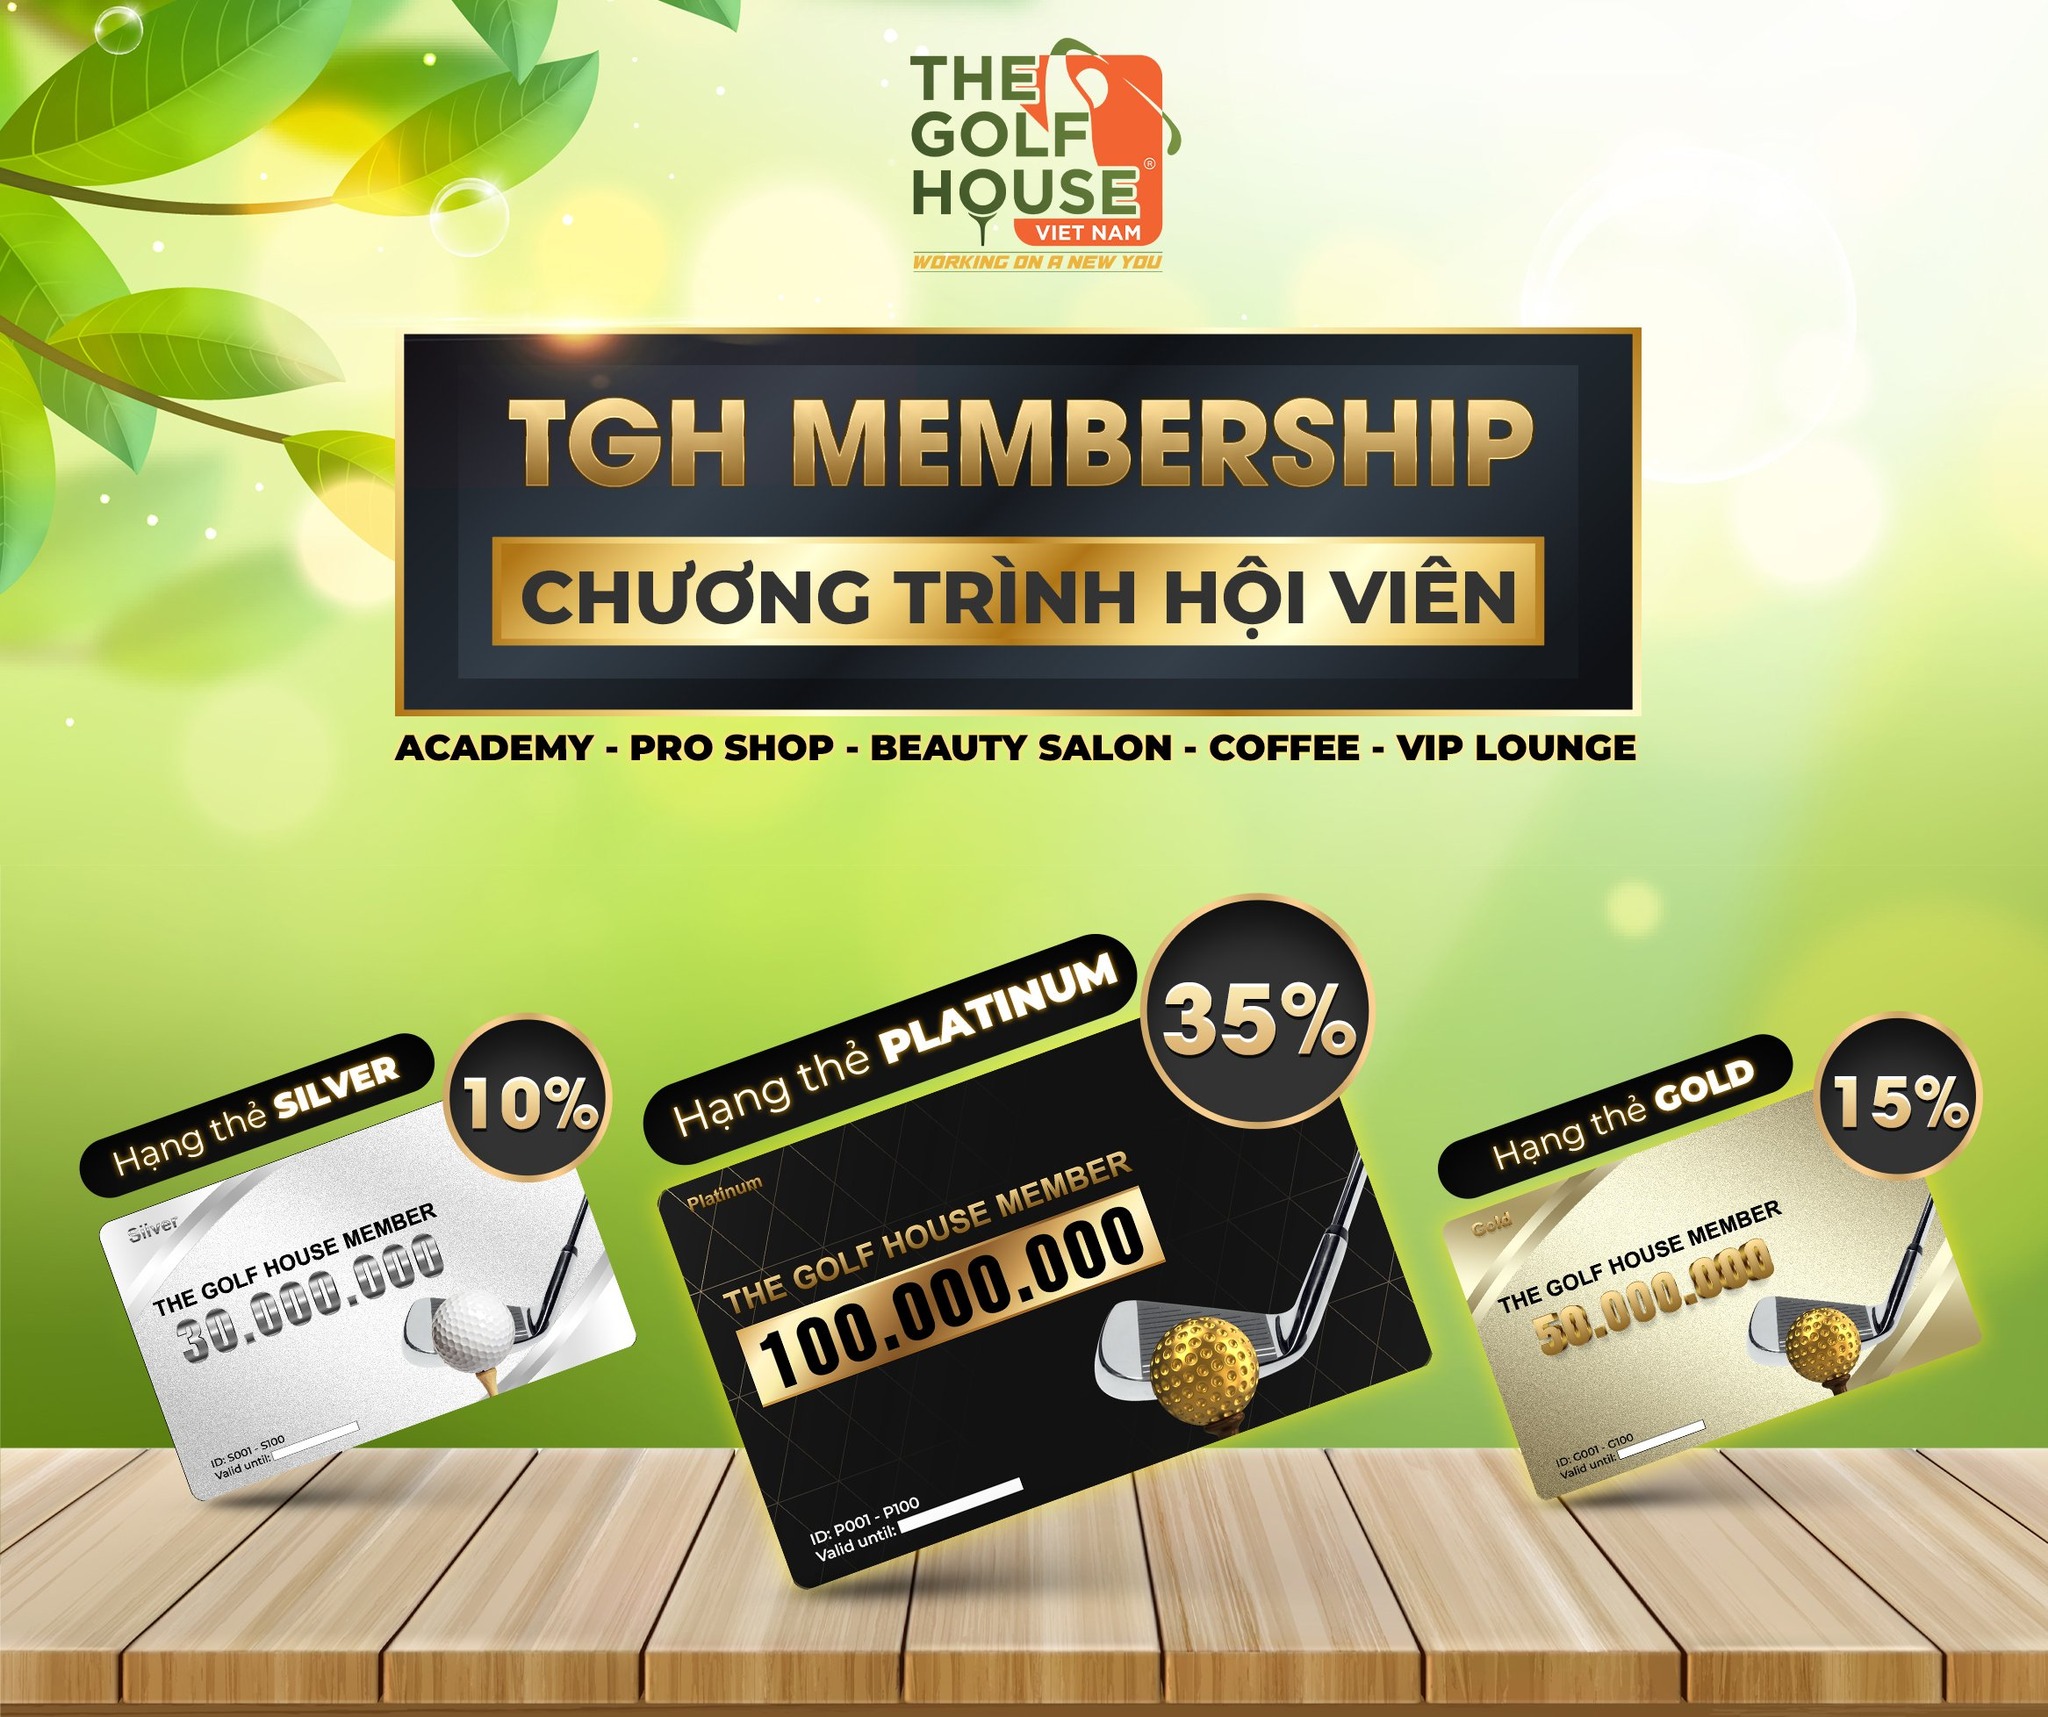 THE
GOLF
HOUSE®
VIET NAM
WORKING ON A NEW YOU
TGH MEMBERSHIP
CHƯƠNG TRÌNH HỘI VIÊN
ACADEMY - PRO SHOP - BEAUTY SALON - COFFEE - VIP LOUNGE
Hạng thẻ SILVER
10%
Silver
THE GOLF HOUSE MEMBER
30.000.000
ID: S001 - S100
Valid until:
Hạng thẻ PLATINUM
35%
Platinum
THE GOLF HOUSE MEMBER
100.000.000
ID: P001 - P100
Valid until:
Hạng thẻ GOLD
15%
Gold
THE GOLF HOUSE MEMBER
50.000.000
ID: G001 - G100
Valid until: